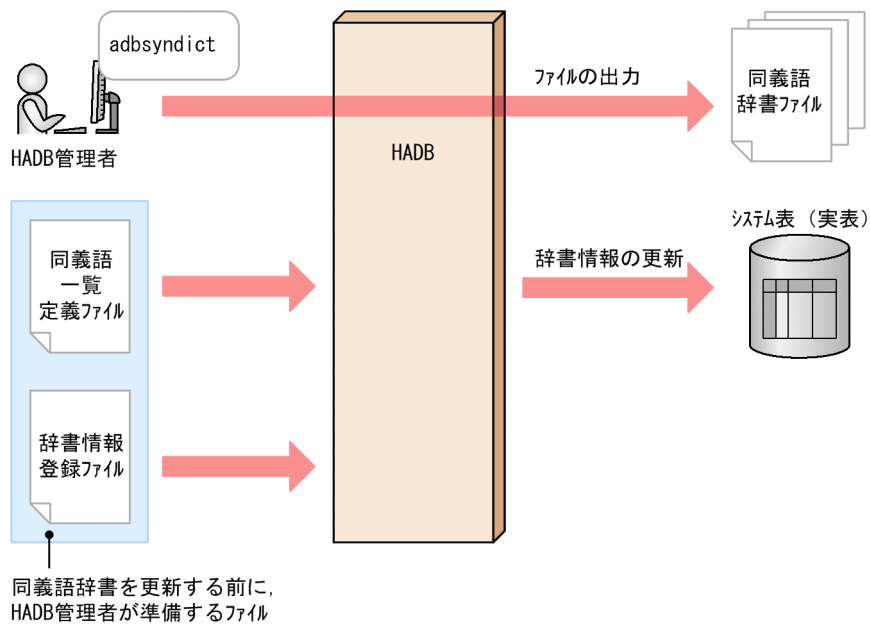 adbsyndict
HADB管理者
ファイルの出力
同義語
辞書ファイル
HADB
同義語
一覧
定義ファイル
辞書情報の更新
システム表（実表）
辞書情報
登録ファイル
同義語辞書を更新する前に，
HADB管理者が準備するファイル